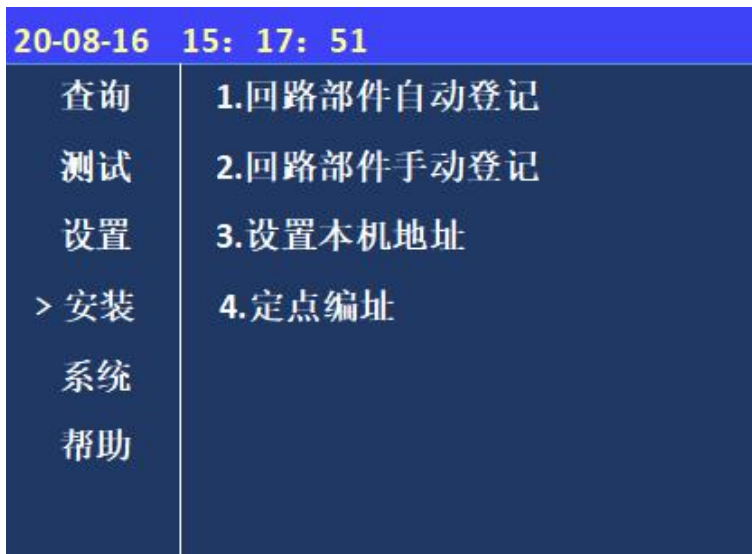 20-08-16 15：17：51
查询
测试
设置
> 安装
系统
帮助
1.回路部件自动登记
2.回路部件手动登记
3.设置本机地址
4.定点编址